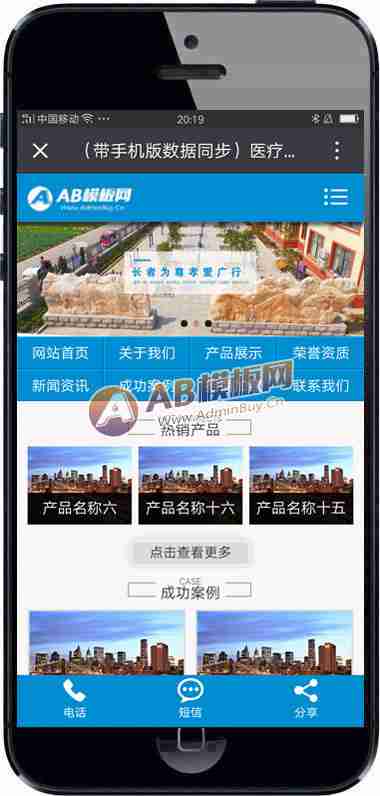 中国移动 20:19
（带手机版数据同步）医疗...
AB模板网
Www.AdminBuy.Cn
长者为尊孝爱广行
网站首页 关于我们 产品展示 荣誉资质
新闻资讯 成功案例 联系我们
AB模板网
www.AdminBuy.Cn
热销产品
产品名称六 产品名称十六 产品名称十五
点击查看更多
CASE
成功案例
电话 短信 分享